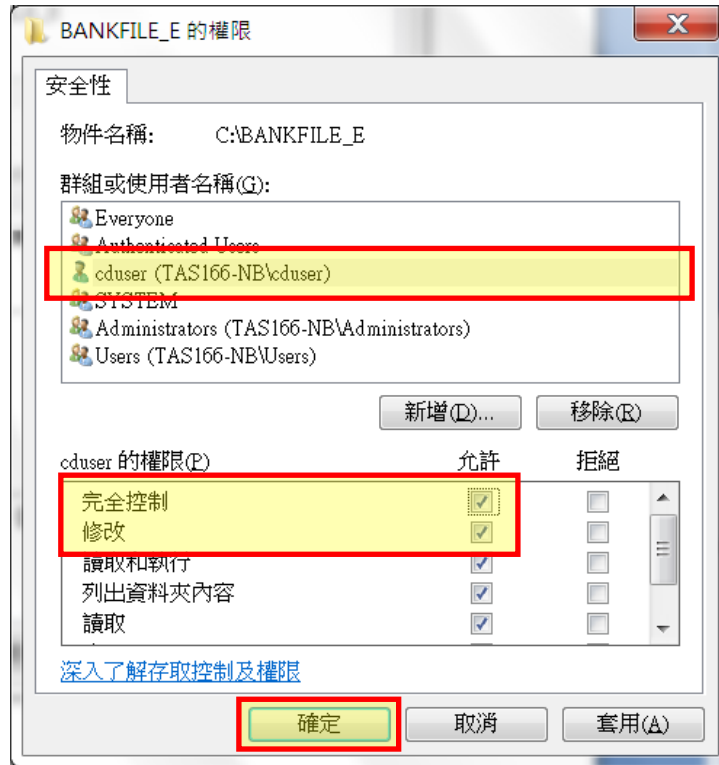 BANKFILE_E 的權限
安全性
物件名稱: C:\BANKFILE_E
群組或使用者名稱(G):
Everyone
Authenticated Users
cduser (TAS166-NB\cduser)
SYSTEM
Administrators (TAS166-NB\Administrators)
Users (TAS166-NB\Users)
新增(D)... 移除(R)
cduser 的權限(P) 允許 拒絕
完全控制
修改
讀取和執行
列出資料夾內容
讀取
深入了解存取控制及權限
確定 取消 套用(A)